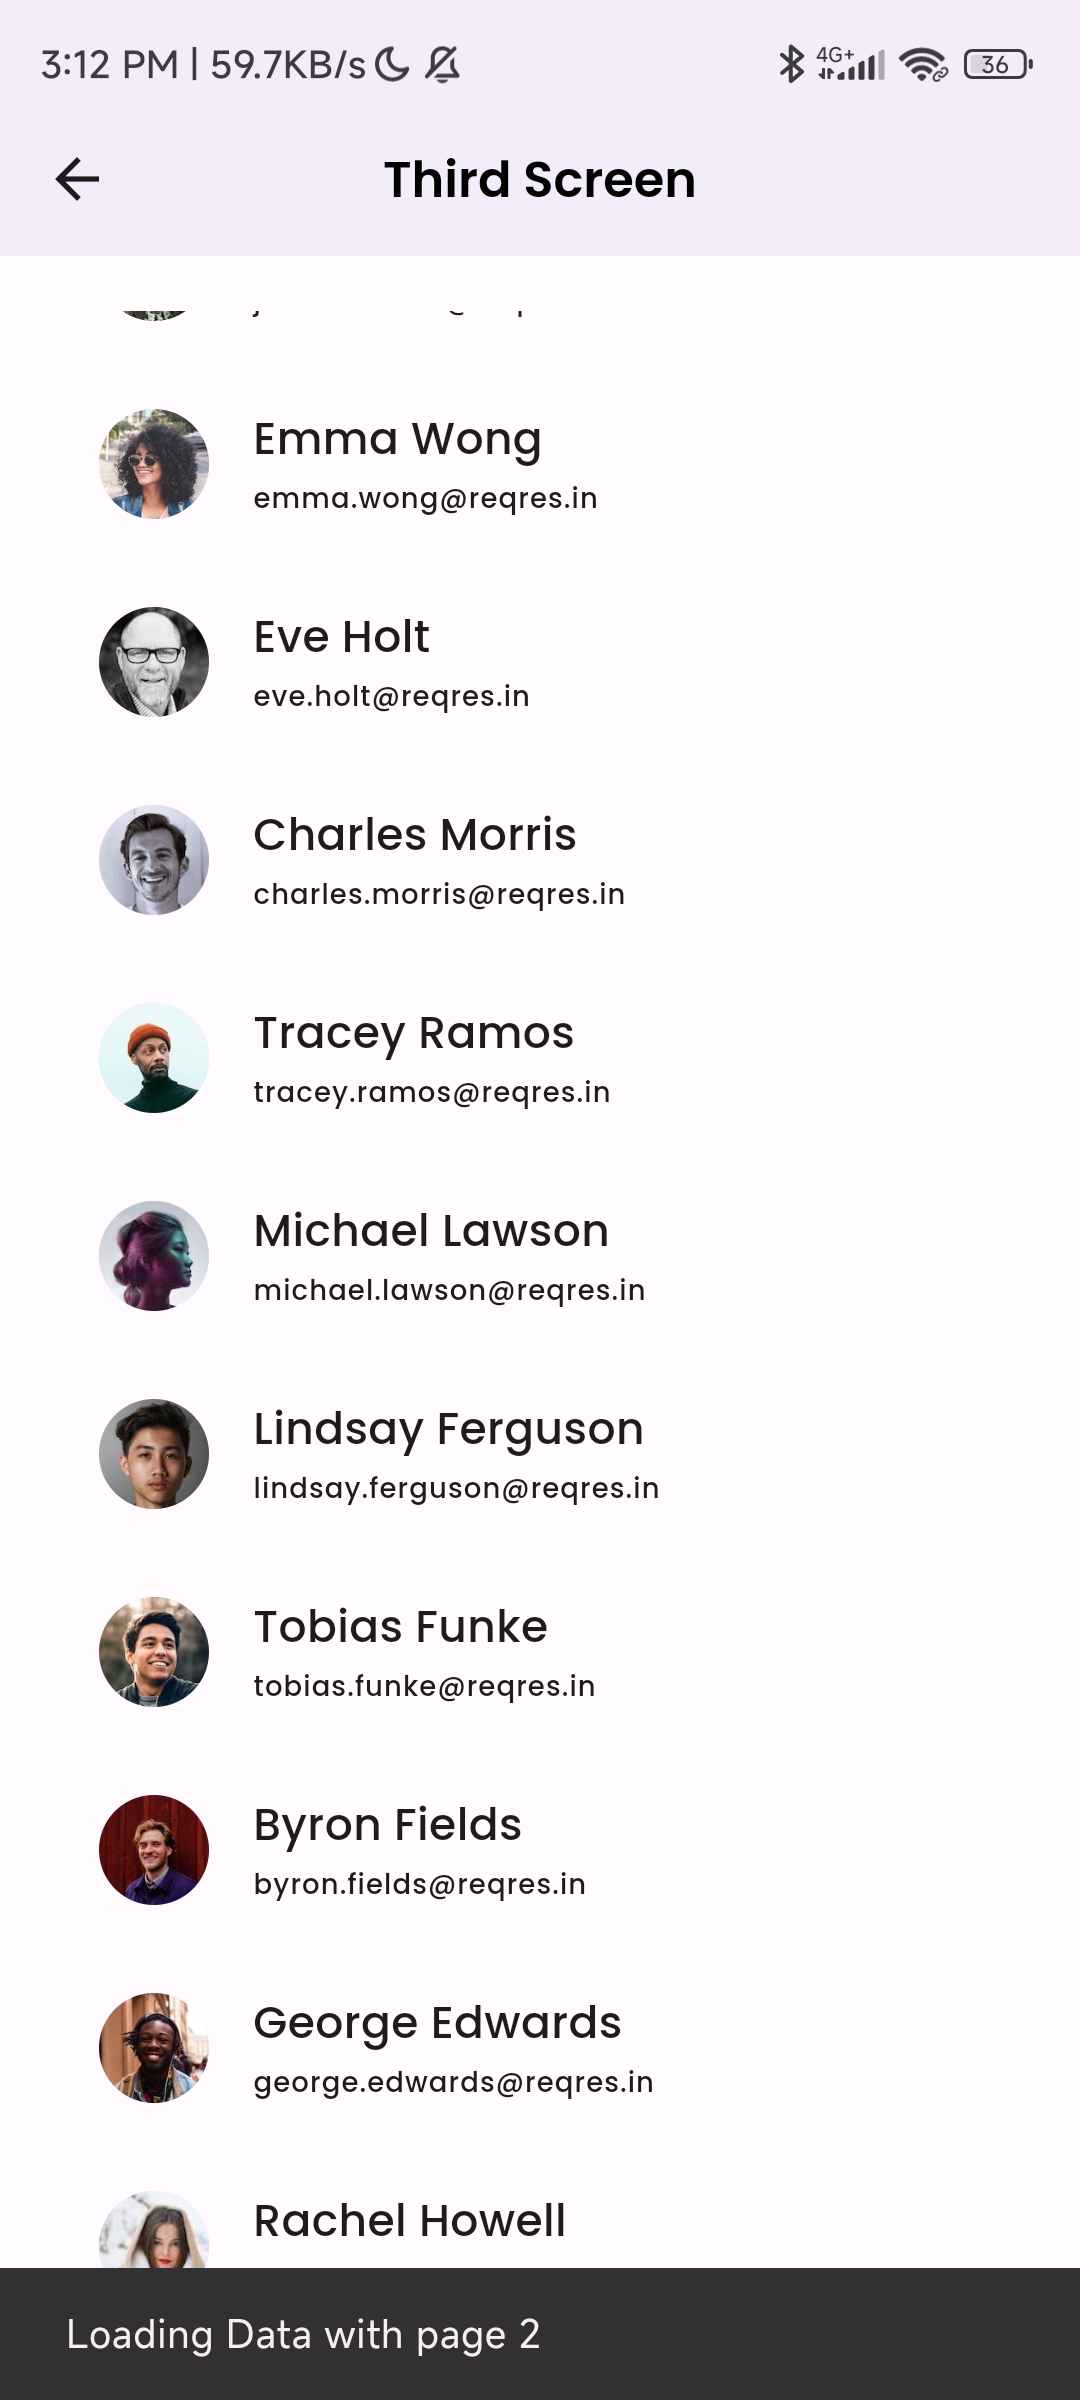 3:12 PM | 59.7KB/s 4G+ 36
Third Screen
Emma Wong
emma.wong@reqres.in
Eve Holt
eve.holt@reqres.in
Charles Morris
charles.morris@reqres.in
Tracey Ramos
tracey.ramos@reqres.in
Michael Lawson
michael.lawson@reqres.in
Lindsay Ferguson
lindsay.ferguson@reqres.in
Tobias Funke
tobias.funke@reqres.in
Byron Fields
byron.fields@reqres.in
George Edwards
george.edwards@reqres.in
Rachel Howell
Loading Data with page 2